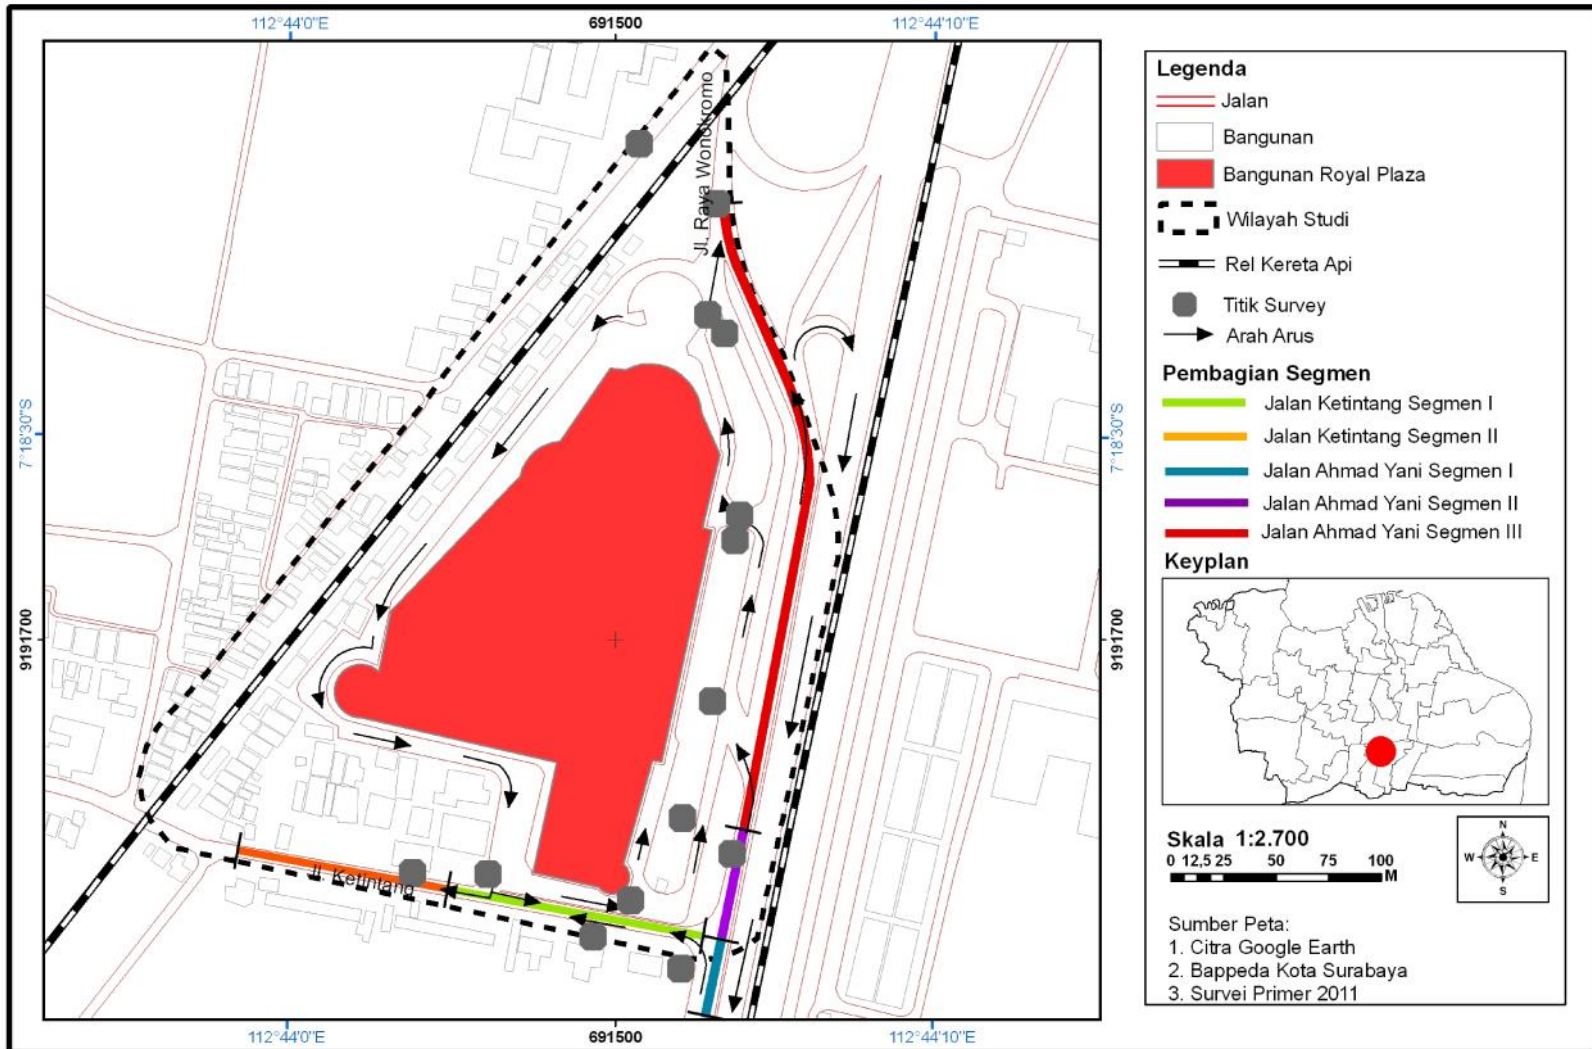 112°44'0"E
691500
112°44'10"E
7°18'30"S
9191700
7°18'30"S
9191700
Jl. Raya Wonokromo
Jl. Ketintang
112°44'0"E
691500
112°44'10"E
Legenda
Jalan
Bangunan
Bangunan Royal Plaza
Wilayah Studi
Rel Kereta Api
Titik Survey
Arah Arus
Pembagian Segmen
Jalan Ketintang Segmen I
Jalan Ketintang Segmen II
Jalan Ahmad Yani Segmen I
Jalan Ahmad Yani Segmen II
Jalan Ahmad Yani Segmen III
Keyplan
Skala 1:2.700
0 12,5 25 50 75 100
M
N
W E
S
Sumber Peta:
1. Citra Google Earth
2. Bappeda Kota Surabaya
3. Survei Primer 2011